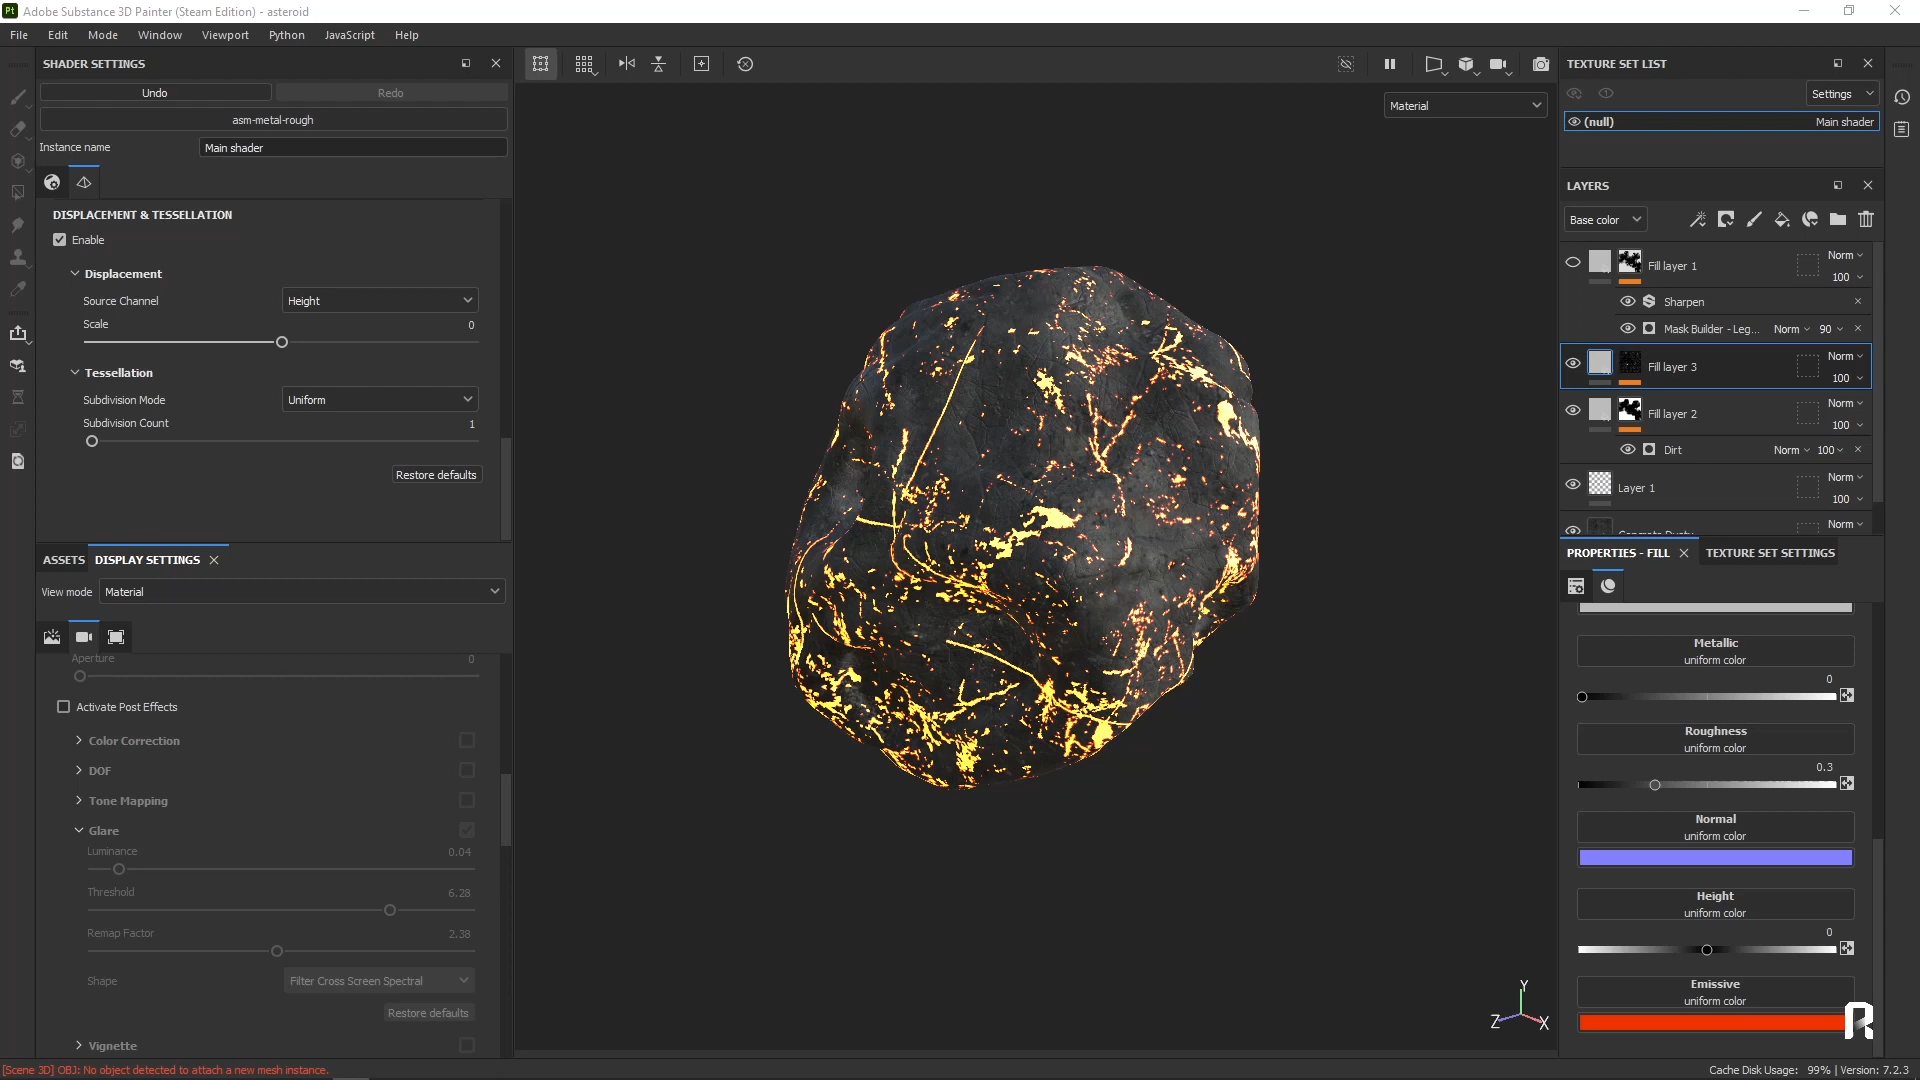 Pt Adobe Substance 3D Painter (Steam Edition) - asteroid
File Edit Mode Window Viewport Python JavaScript Help
SHADER SETTINGS
Undo Redo
asm-metal-rough
Instance name Main shader
DISPLACEMENT & TESSELLATION
Enable
Displacement
Source Channel Height
Scale 0
Tessellation
Subdivision Mode Uniform
Subdivision Count 1
Restore defaults
ASSETS DISPLAY SETTINGS
View mode Material
Aperture 0
Activate Post Effects
Color Correction
DOF
Tone Mapping
Glare
Luminance 0.04
Threshold 6.28
Remap Factor 2.38
Shape Filter Cross Screen Spectral
Restore defaults
Vignette
[Scene 3D] OBJ: No object detected to attach a new mesh instance.
Material
Y
Z X
TEXTURE SET LIST
Settings
(null) Main shader
LAYERS
Base color
Fill layer 1 Norm 100
Sharpen
Mask Builder - Leg... Norm 90
Fill layer 3 Norm 100
Fill layer 2 Norm 100
Dirt Norm 100
Layer 1 Norm 100
Norm
PROPERTIES - FILL TEXTURE SET SETTINGS
Metallic
uniform color
0
Roughness
uniform color
0.3
Normal
uniform color
Height
uniform color
0
Emissive
uniform color
R
Cache Disk Usage: 99% | Version: 7.2.3